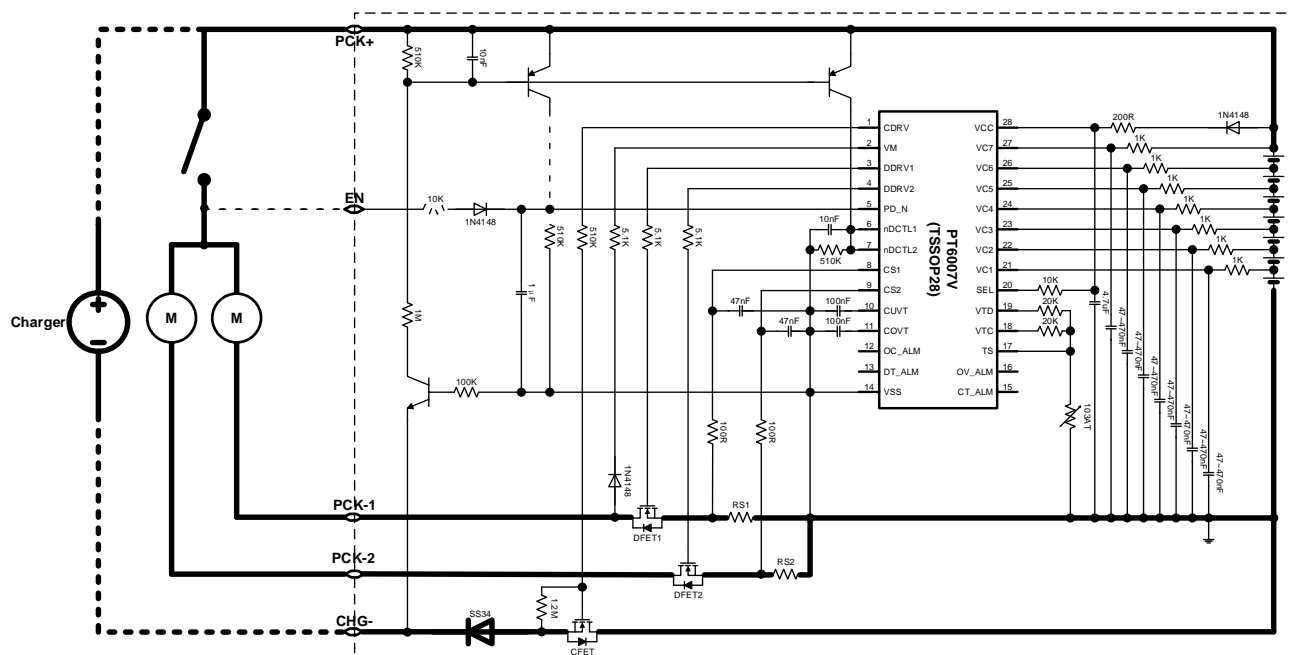 PCK+
510K
10nF
CDRV
VM
DDRV1
DDRV2
PD_N
nDCTL1
nDCTL2
CS1
CS2
CUVT
COVT
OC_ALM
DT_ALM
VSS
1
2
3
4
5
6
7
8
9
10
11
12
13
14
PT6007V
(TSSOP28)
VCC
VC7
VC6
VC5
VC4
VC3
VC2
VC1
SEL
VTD
VTC
TS
OV_ALM
CT_ALM
28
27
26
25
24
23
22
21
20
19
18
17
16
15
200R
1N4148
1K
1K
1K
1K
1K
1K
1K
10K
20K
20K
4.7uF
47~470nF
47~470nF
47~470nF
47~470nF
47~470nF
47~470nF
47~470nF
103AT
EN
10K
1N4148
510K
510K
5.1K
5.1K
5.1K
10nF
510K
1μF
47nF
100nF
47nF
100nF
Charger
M
M
1M
100K
100R
100R
1N4148
PCK-1
DFET1
RS1
PCK-2
DFET2
RS2
CHG-
SS34
1.2M
CFET